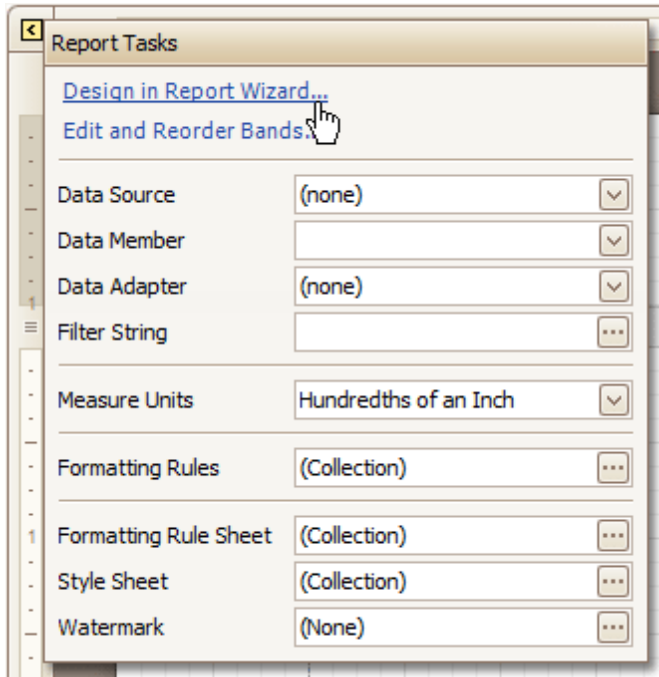 Report Tasks
Design in Report Wizard...
Edit and Reorder Bands..
Data Source (none)
Data Member
Data Adapter (none)
Filter String
Measure Units Hundredths of an Inch
Formatting Rules (Collection)
Formatting Rule Sheet (Collection)
Style Sheet (Collection)
Watermark (None)
1
1